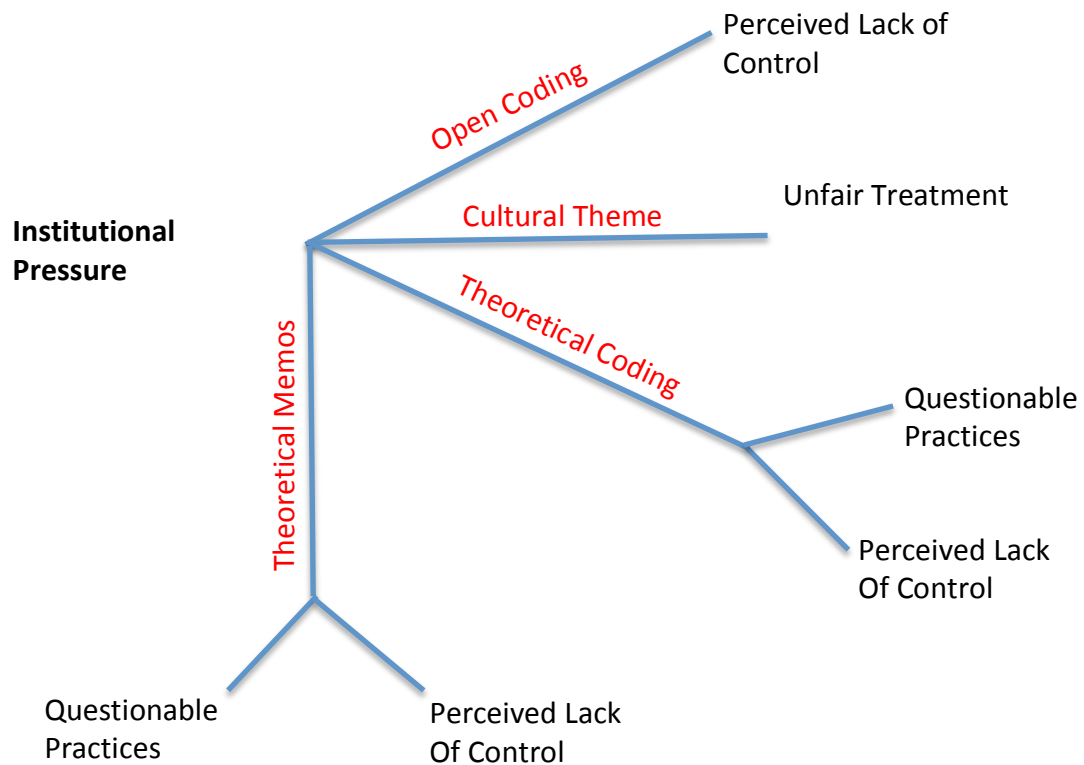 Perceived Lack of
Control
Open Coding
Unfair Treatment
Cultural Theme
Institutional
Pressure
Theoretical Coding
Theoretical Memos
Questionable
Practices
Perceived Lack
Of Control
Questionable
Practices
Perceived Lack
Of Control